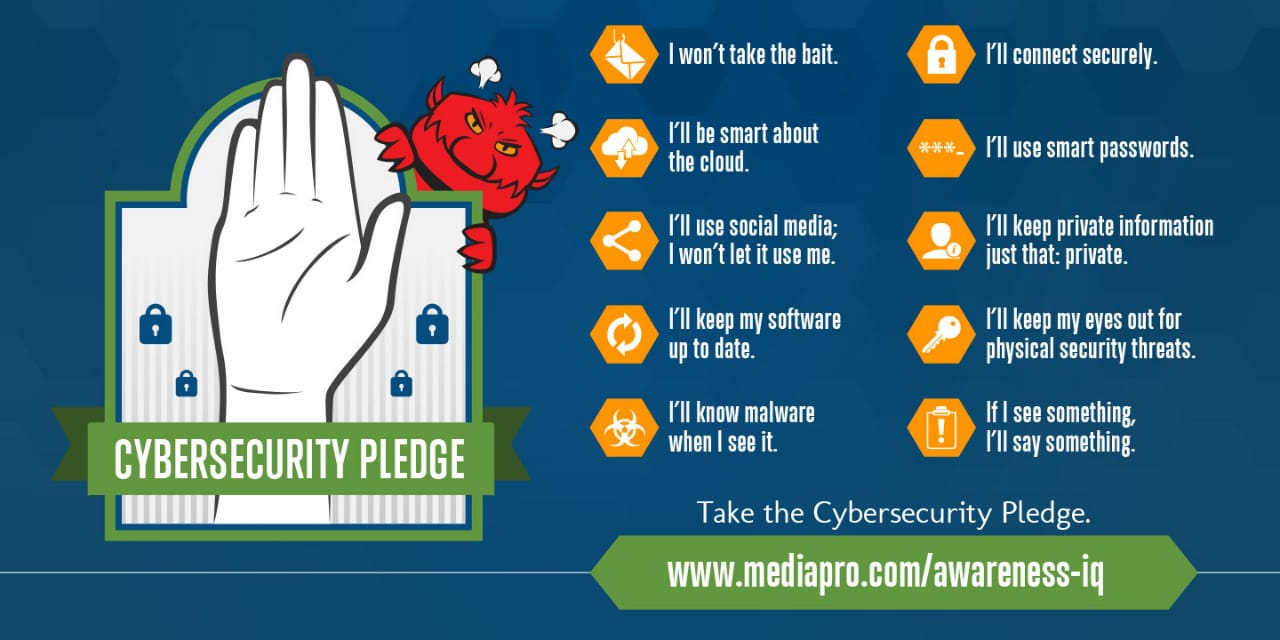 CYBERSECURITY PLEDGE
I won't take the bait.
I'll be smart about
the cloud.
I'll use social media;
I won't let it use me.
I'll keep my software
up to date.
I'll know malware
when I see it.
I'll connect securely.
***_
I'll use smart passwords.
i
I'll keep private information
just that: private.
I'll keep my eyes out for
physical security threats.
!
If I see something,
I'll say something.
Take the Cybersecurity Pledge.
www.mediapro.com/awareness-iq